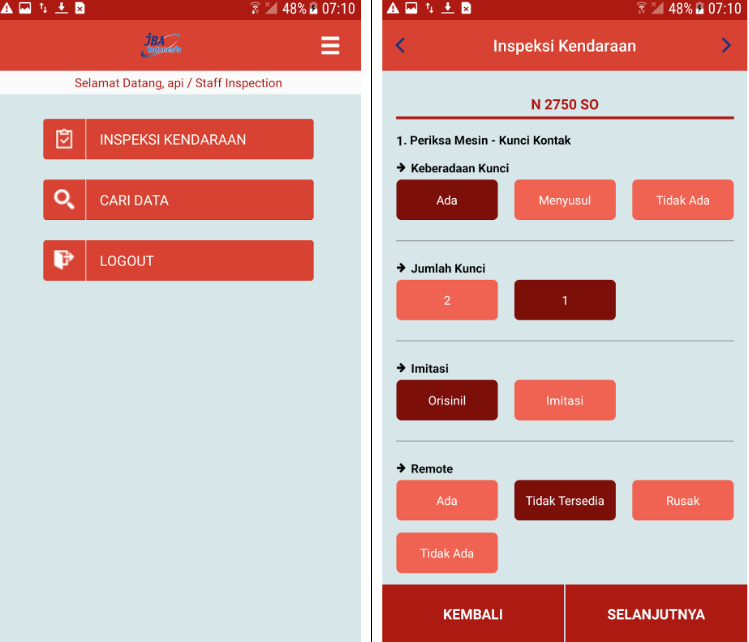 48% 07:10
JBA
Indonesia
Selamat Datang, api / Staff Inspection
INSPEKSI KENDARAAN
CARI DATA
LOGOUT
48% 07:10
Inspeksi Kendaraan
N 2750 SO
1. Periksa Mesin - Kunci Kontak
Keberadaan Kunci
Ada Menyusul Tidak Ada
Jumlah Kunci
2 1
Imitasi
Orisinil Imitasi
Remote
Ada Tidak Tersedia Rusak
Tidak Ada
KEMBALI SELANJUTNYA